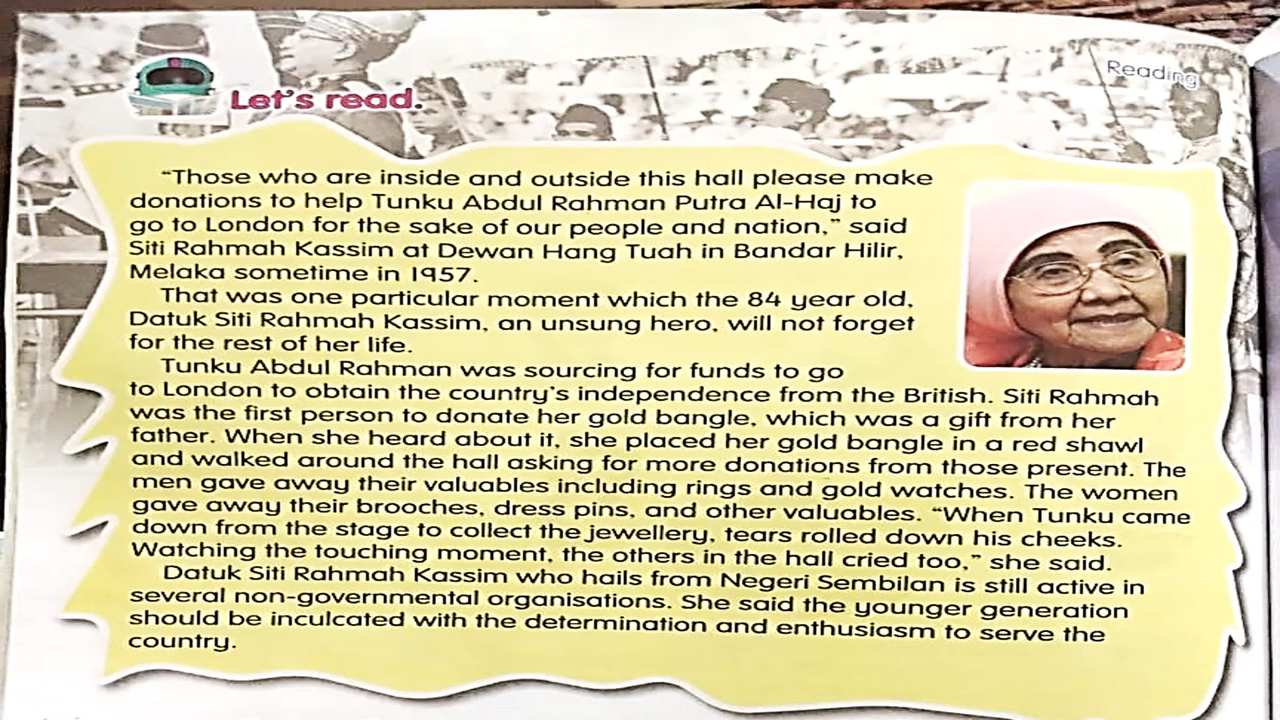 Reading
Let's read.
"Those who are inside and outside this hall please make
donations to help Tunku Abdul Rahman Putra Al-Haj to
go to London for the sake of our people and nation," said
Siti Rahmah Kassim at Dewan Hang Tuah in Bandar Hilir,
Melaka sometime in 1957.
That was one particular moment which the 84 year old,
Datuk Siti Rahmah Kassim, an unsung hero, will not forget
for the rest of her life.
Tunku Abdul Rahman was sourcing for funds to go
to London to obtain the country's independence from the British. Siti Rahmah
was the first person to donate her gold bangle, which was a gift from her
father. When she heard about it, she placed her gold bangle in a red shawl
and walked around the hall asking for more donations from those present. The
men gave away their valuables including rings and gold watches. The women
gave away their brooches, dress pins, and other valuables. "When Tunku came
down from the stage to collect the jewellery, tears rolled down his cheeks.
Watching the touching moment, the others in the hall cried too," she said.
Datuk Siti Rahmah Kassim who hails from Negeri Sembilan is still active in
several non-governmental organisations. She said the younger generation
should be inculcated with the determination and enthusiasm to serve the
country.